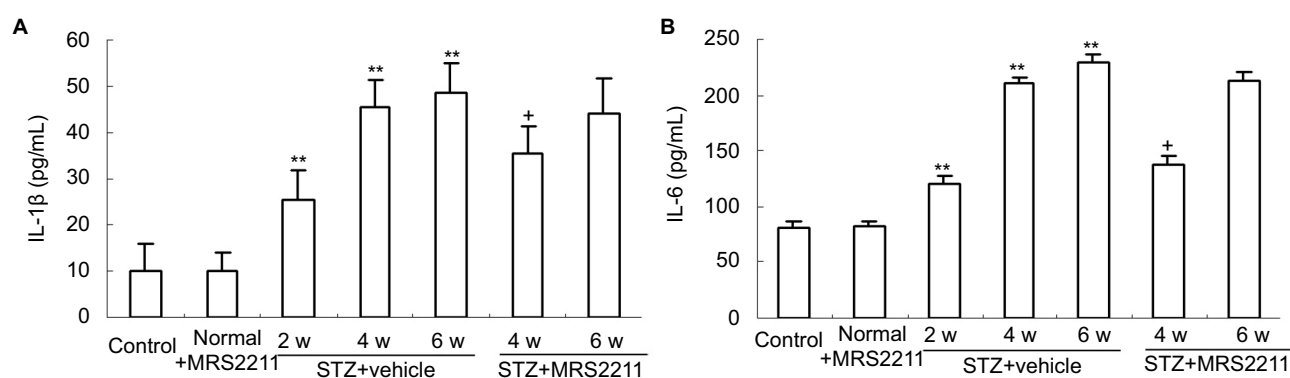 A
IL-1β (pg/mL)
60
50
40
30
20
10
0
**
**
**
+
Control
Normal
+MRS2211
2 w
4 w
6 w
4 w
6 w
STZ+vehicle
STZ+MRS2211
B
IL-6 (pg/mL)
250
200
150
100
50
0
**
**
**
+
Control
Normal
+MRS2211
2 w
4 w
6 w
4 w
6 w
STZ+vehicle
STZ+MRS2211